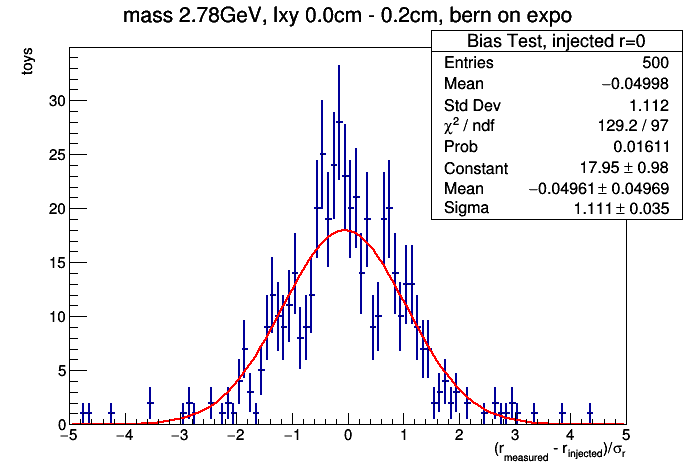 mass 2.78GeV, lxy 0.0cm - 0.2cm, bern on expo
Bias Test, injected r=0
Entries 500
Mean −0.04998
Std Dev 1.112
χ² / ndf 129.2 / 97
Prob 0.01611
Constant 17.95 ± 0.98
Mean −0.04961 ± 0.04969
Sigma 1.111 ± 0.035
toys
30
25
20
15
10
5
0
−5 −4 −3 −2 −1 0 1 2 3 4 5
(r_measured - r_injected)/σ_r